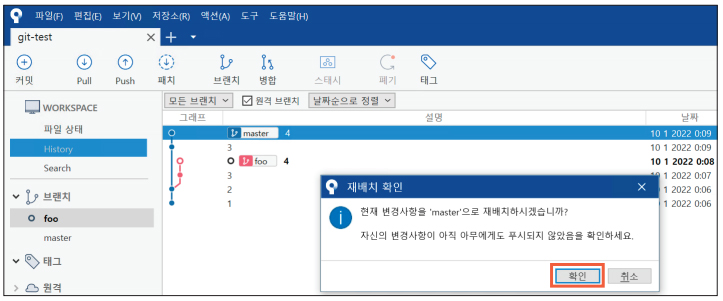 파일(F) 편집(E) 보기(V) 저장소(R) 액션(A) 도구 도움말(H)
git-test × + ▾
커밋 Pull Push 패치 브랜치 병합 스태시 폐기 태그
모든 브랜치 원격 브랜치 날짜순으로 정렬
그래프 설명 날짜
WORKSPACE
파일 상태
History
Search
브랜치
foo
master
태그
원격
master 4 10 1 2022 0:09
3 10 1 2022 0:09
foo 4 10 1 2022 0:08
3 1 2022 0:07
2 1 2022 0:06
1 1 2022 0:06
재배치 확인 ×
현재 변경사항을 'master'으로 재배치하시겠습니까?
자신의 변경사항이 아직 아무에게도 푸시되지 않았음을 확인하세요.
확인 취소